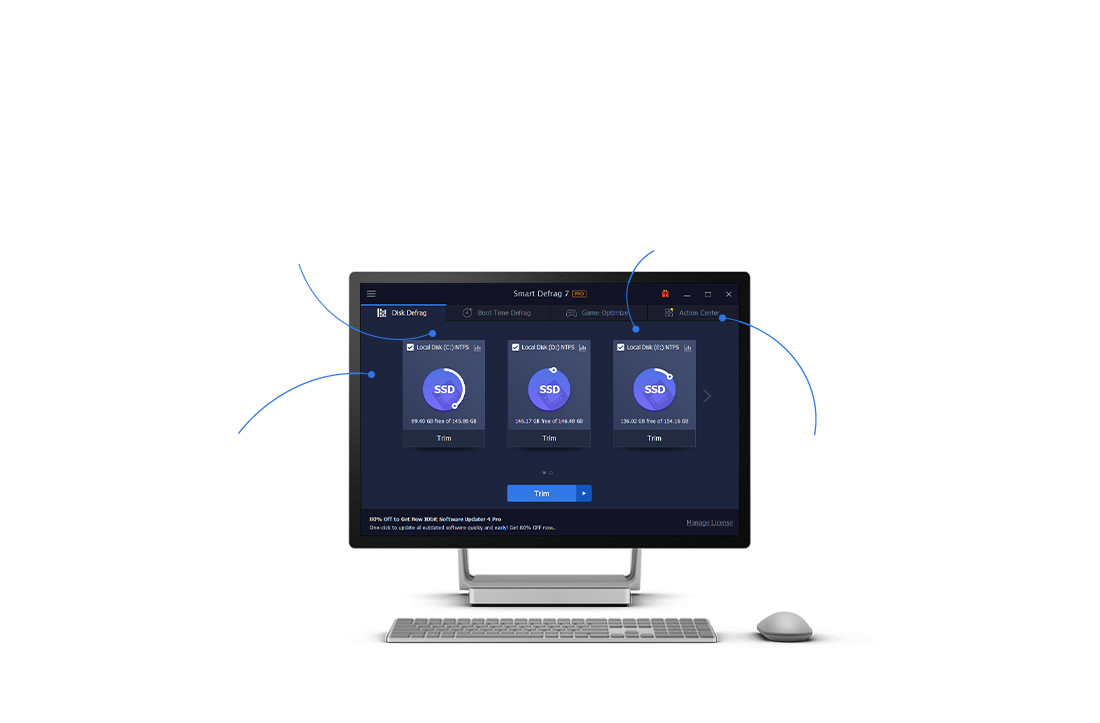 Smart Defrag 7 PRO
Disk Defrag
Boot Time Defrag
Game Optimize
Action Center
Local Disk (C:) NTFS
SSD
69.40 GB free of 145.88 GB
Trim
Local Disk (D:) NTFS
SSD
146.17 GB free of 146.48 GB
Trim
Local Disk (E:) NTFS
SSD
136.02 GB free of 154.16 GB
Trim
Trim
80% Off to Get New IObit Software Updater 4 Pro
One-click to update all outdated software quickly and easily! Get 80% OFF now.
Manage License